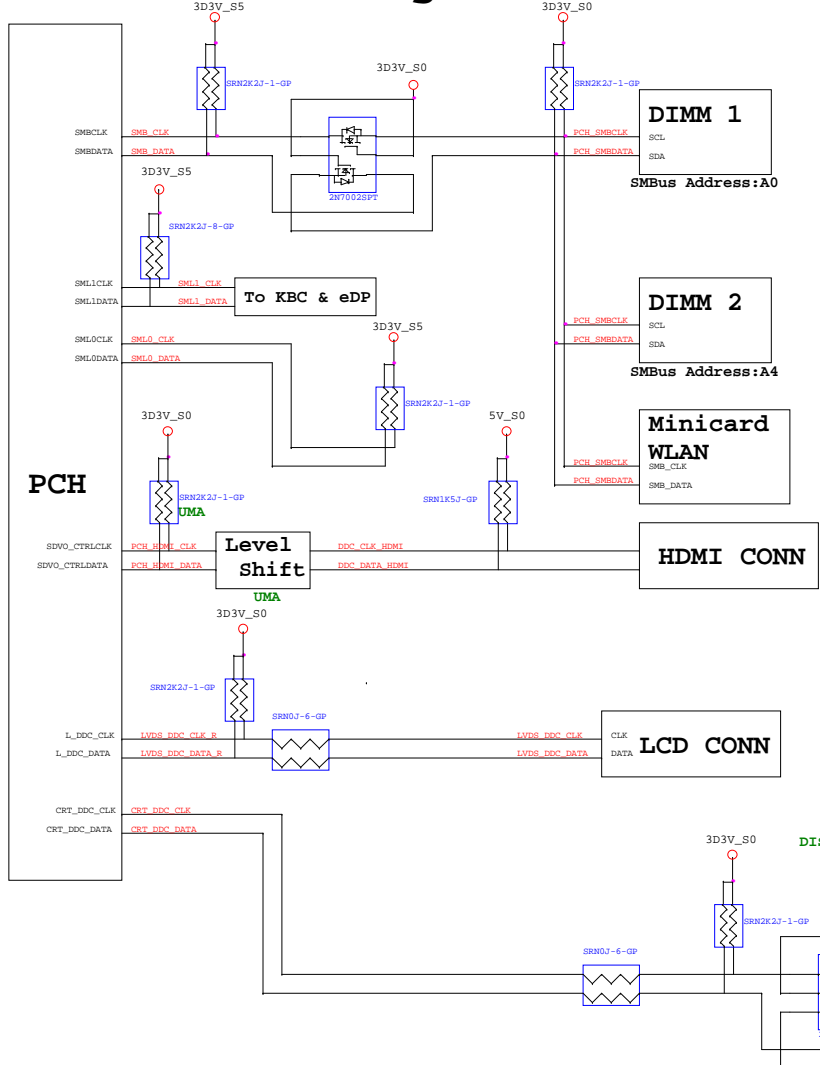 3D3V_S5
3D3V_S0
SRN2K2J-1-GP
3D3V_S0
SRN2K2J-1-GP
DIMM 1
SMBCLK
SMB_CLK
PCH_SMBCLK
SCL
SMBDATA
SMB_DATA
PCH_SMBDATA
SDA
3D3V_S5
2N7002SPT
SMBus Address:A0
SRN2K2J-8-GP
SML1CLK
SML1_CLK
To KBC & eDP
SML1DATA
SML1_DATA
DIMM 2
3D3V_S5
PCH_SMBCLK
SCL
SML0CLK
SML0_CLK
PCH_SMBDATA
SDA
SML0DATA
SML0_DATA
SMBus Address:A4
SRN2K2J-1-GP
3D3V_S0
5V_S0
Minicard
WLAN
PCH_SMBCLK
SMB_CLK
PCH_SMBDATA
SMB_DATA
PCH
SRN2K2J-1-GP
UMA
SRN1K5J-GP
SDVO_CTRLCLK
PCH_HDMI_CLK
Level
Shift
DDC_CLK_HDMI
HDMI CONN
SDVO_CTRLDATA
PCH_HDMI_DATA
DDC_DATA_HDMI
UMA
3D3V_S0
SRN2K2J-1-GP
SRN0J-6-GP
L_DDC_CLK
LVDS_DDC_CLK_R
LVDS_DDC_CLK
CLK
LCD CONN
L_DDC_DATA
LVDS_DDC_DATA_R
LVDS_DDC_DATA
DATA
CRT_DDC_CLK
CRT_DDC_CLK
CRT_DDC_DATA
CRT_DDC_DATA
3D3V_S0
SRN2K2J-1-GP
SRN0J-6-GP